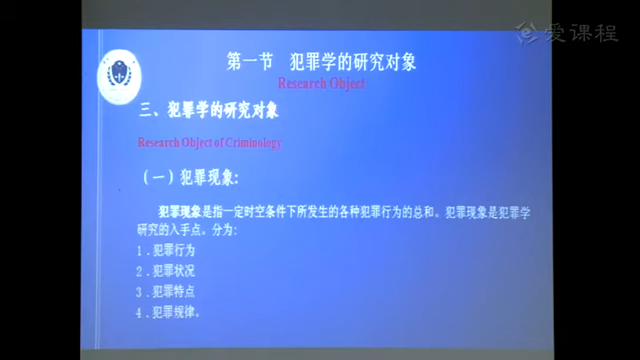 爱课程
第一节 犯罪学的研究对象
Research Object
三、犯罪学的研究对象
Research Object of Criminology
（一）犯罪现象:
犯罪现象是指一定时空条件下所发生的各种犯罪行为的总和。犯罪现象是犯罪学
研究的入手点。分为:
1.犯罪行为
2.犯罪状况
3.犯罪特点
4.犯罪规律。